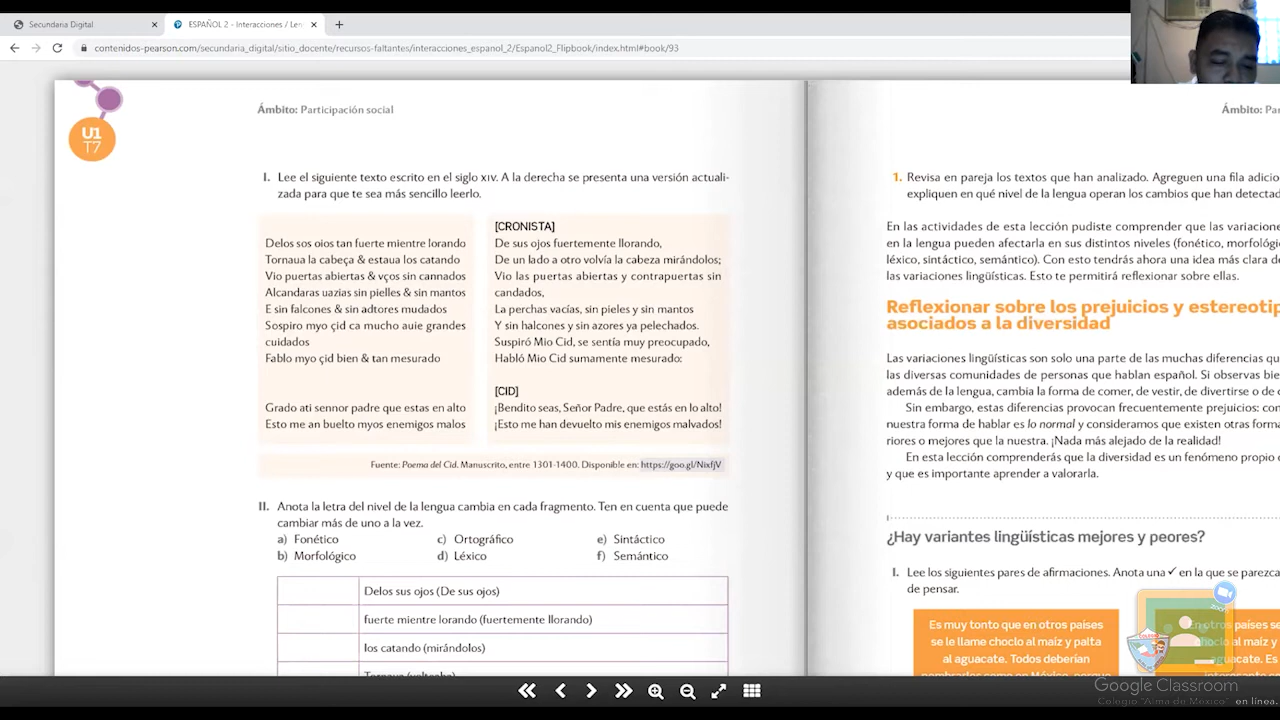 Secundaria Digital
ESPAÑOL 2 - Interacciones / Len
contenidos-pearson.com/secundaria_digital/sitio_docente/recursos-faltantes/interacciones_espanol_2/Espanol2_Flipbook/index.html#book/93
U1
T7
Ámbito: Participación social
I. Lee el siguiente texto escrito en el siglo XIV. A la derecha se presenta una versión actuali-
zada para que te sea más sencillo leerlo.
Delos sos oios tan fuerte mientre lorando
Tornaua la cabeça & estaua los catando
Vio puertas abiertas & vços sin cannados
Alcandaras uazias sin pielles & sin mantos
E sin falcones & sin adtores mudados
Sospiro myo çid ca mucho auie grandes
cuidados
Fablo myo çid bien & tan mesurado
Grado ati sennor padre que estas en alto
Esto me an buelto myos enemigos malos
[CRONISTA]
De sus ojos fuertemente llorando,
De un lado a otro volvía la cabeza mirándolos;
Vio las puertas abiertas y contrapuertas sin
candados,
La perchas vacías, sin pieles y sin mantos
Y sin halcones y sin azores ya pelechados.
Suspiró Mio Cid, se sentía muy preocupado,
Habló Mio Cid sumamente mesurado:
[CID]
¡Bendito seas, Señor Padre, que estás en lo alto!
¡Esto me han devuelto mis enemigos malvados!
Fuente: Poema del Cid. Manuscrito, entre 1301-1400. Disponible en: https://goo.gl/NixfjV
II. Anota la letra del nivel de la lengua cambia en cada fragmento. Ten en cuenta que puede
cambiar más de uno a la vez.
a) Fonético
c) Ortográfico
e) Sintáctico
b) Morfológico
d) Léxico
f) Semántico
Delos sus ojos (De sus ojos)
fuerte mientre lorando (fuertemente llorando)
los catando (mirándolos)
Ámbito: Par
1. Revisa en pareja los textos que han analizado. Agreguen una fila adicio
expliquen en qué nivel de la lengua operan los cambios que han detectad
En las actividades de esta lección pudiste comprender que las variacione
en la lengua pueden afectarla en sus distintos niveles (fonético, morfológi
léxico, sintáctico, semántico). Con esto tendrás ahora una idea más clara de
las variaciones lingüísticas. Esto te permitirá reflexionar sobre ellas.
Reflexionar sobre los prejuicios y estereotip
asociados a la diversidad
Las variaciones lingüísticas son solo una parte de las muchas diferencias qu
las diversas comunidades de personas que hablan español. Si observas bie
además de la lengua, cambia la forma de comer, de vestir, de divertirse o de
Sin embargo, estas diferencias provocan frecuentemente prejuicios: con
nuestra forma de hablar es lo normal y consideramos que existen otras forma
riores o mejores que la nuestra. ¡Nada más alejado de la realidad!
En esta lección comprenderás que la diversidad es un fenómeno propio d
y que es importante aprender a valorarla.
¿Hay variantes lingüísticas mejores y peores?
I. Lee los siguientes pares de afirmaciones. Anota una ✓ en la que se parezca
de pensar.
Es muy tonto que en otros países
se le llame choclo al maíz y palta
al aguacate. Todos deberían
En otros países se
choclo al maíz y
aguacate. Es
zoom
Google Classroom
Colegio "Alma de México" en línea.